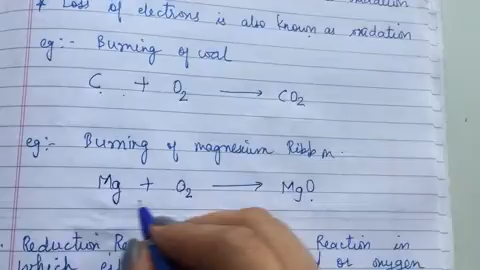 * Loss of electrons is also known as oxidation
eg:- Burning of coal
C + O2 → CO2
eg:- Burning of magnesium Ribbon.
Mg + O2 → MgO
Reduction Reaction in
which or oxygen